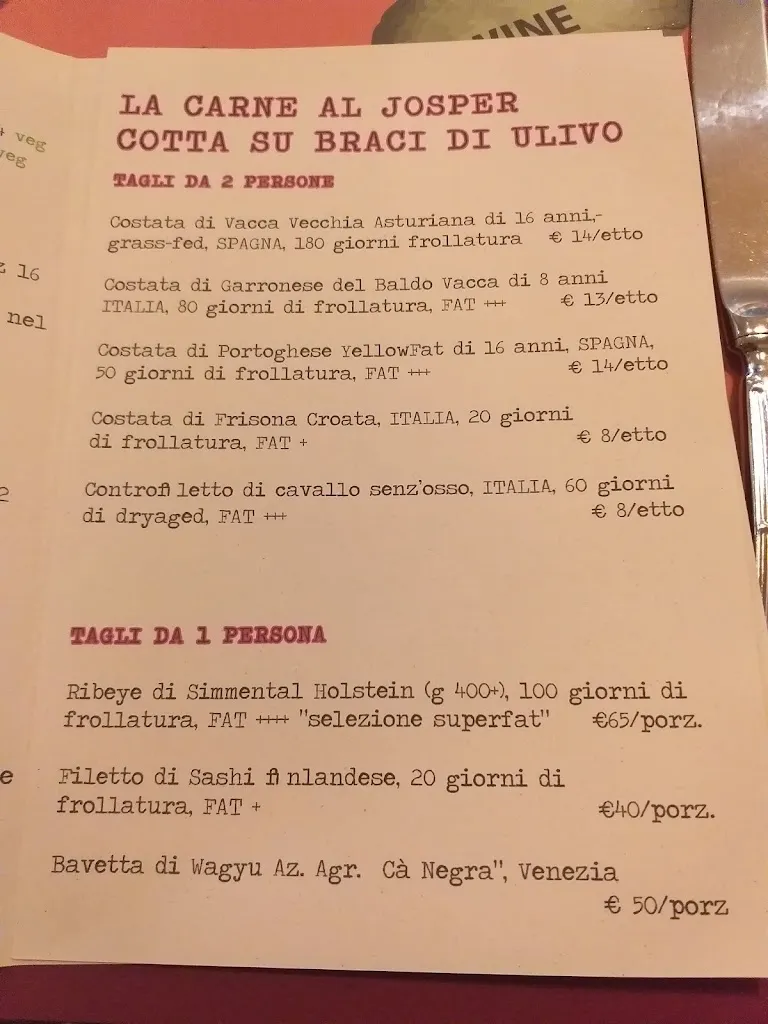 WINE
+ veg
veg
z 16
nel
2
e
LA CARNE AL JOSPER
COTTA SU BRACI DI ULIVO
TAGLI DA 2 PERSONE
Costata di Vacca Vecchia Asturiana di 16 anni,-
grass-fed, SPAGNA, 180 giorni frollatura € 14/etto
Costata di Garronese del Baldo Vacca di 8 anni
ITALIA, 80 giorni di frollatura, FAT +++ € 13/etto
Costata di Portoghese YellowFat di 16 anni, SPAGNA,
50 giorni di frollatura, FAT +++ € 14/etto
Costata di Frisona Croata, ITALIA, 20 giorni
di frollatura, FAT + € 8/etto
Controfiletto di cavallo senz'osso, ITALIA, 60 giorni
di dryaged, FAT +++ € 8/etto
TAGLI DA 1 PERSONA
Ribeye di Simmental Holstein (g 400+), 100 giorni di
frollatura, FAT ++++ "selezione superfat" €65/porz.
Filetto di Sashi finlandese, 20 giorni di
frollatura, FAT + €40/porz.
Bavetta di Wagyu Az. Agr. Cà Negra", Venezia
€ 50/porz